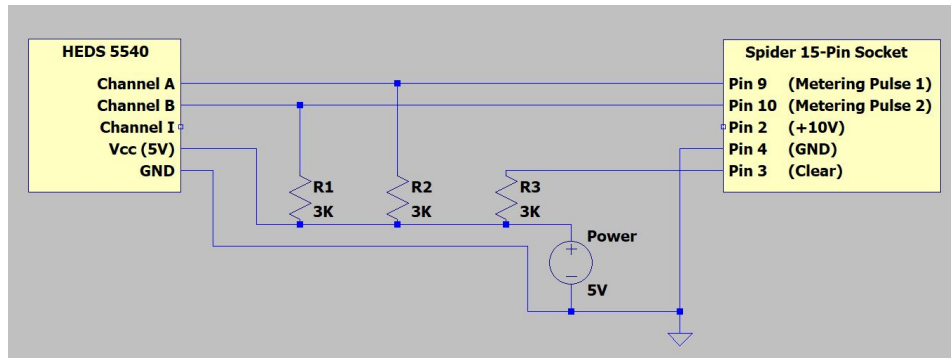 HEDS 5540
Channel A
Channel B
Channel I
Vcc (5V)
GND
R1
3K
R2
3K
R3
3K
Power
5V
Spider 15-Pin Socket
Pin 9 (Metering Pulse 1)
Pin 10 (Metering Pulse 2)
Pin 2 (+10V)
Pin 4 (GND)
Pin 3 (Clear)